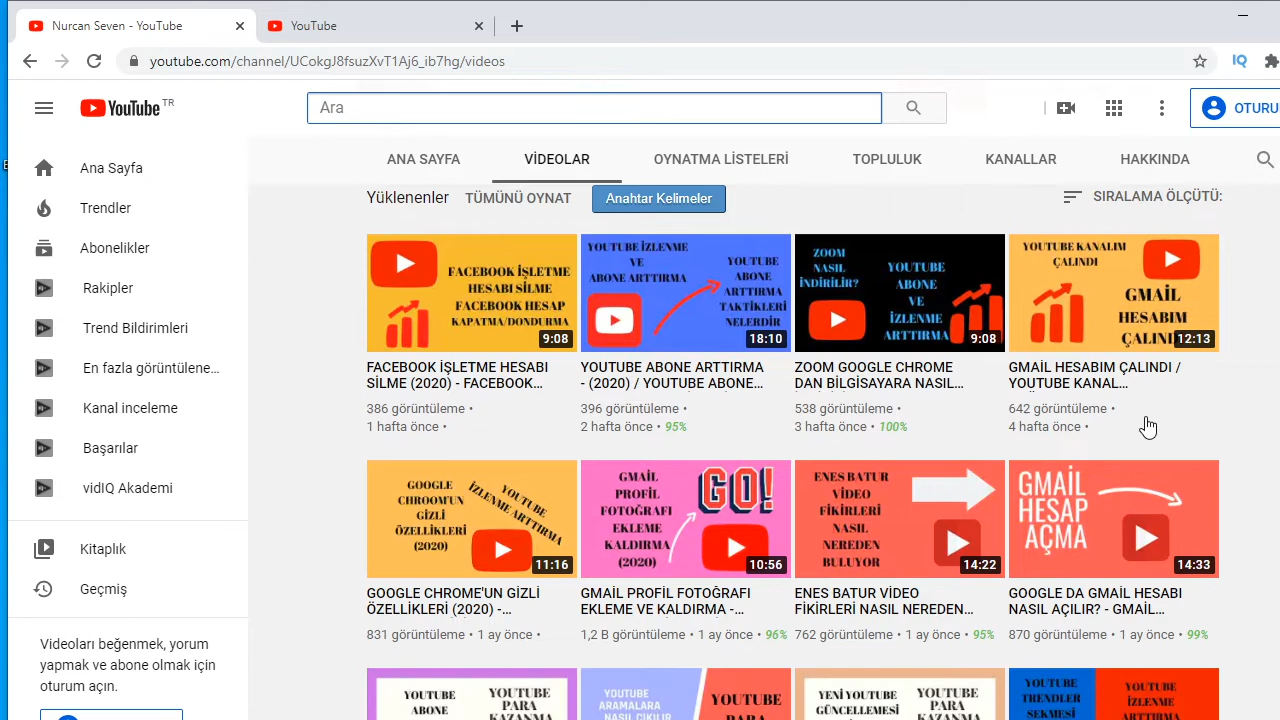 Nurcan Seven - YouTube
YouTube
youtube.com/channel/UCokgJ8fsuzXvT1Aj6_ib7hg/videos
IQ
YouTube TR
Ara
OTURU
ANA SAYFA
VİDEOLAR
OYNATMA LİSTELERİ
TOPLULUK
KANALLAR
HAKKINDA
Ana Sayfa
Trendler
Abonelikler
Rakipler
Trend Bildirimleri
En fazla görüntülene...
Kanal inceleme
Başarılar
vidIQ Akademi
Kitaplık
Geçmiş
Videoları beğenmek, yorum
yapmak ve abone olmak için
oturum açın.
Yüklenenler
TÜMÜNÜ OYNAT
Anahtar Kelimeler
SIRALAMA ÖLÇÜTÜ:
FACEBOOK İŞLETME
HESABI SİLME
FACEBOOK HESAP
KAPATMA/DONDURMA
9:08
FACEBOOK İŞLETME HESABI
SİLME (2020) - FACEBOOK...
386 görüntüleme •
1 hafta önce •
YOUTUBE İZLENME
VE
ABONE ARTTIRMA
YOUTUBE
ABONE
ARTTIRMA
TAKTİKLERİ
NELERDİR
18:10
YOUTUBE ABONE ARTTIRMA
- (2020) / YOUTUBE ABONE...
396 görüntüleme •
2 hafta önce • 95%
ZOOM
NASIL
İNDİRİLİR?
YOUTUBE
ABONE
VE
İZLENME
ARTTIRMA
9:08
ZOOM GOOGLE CHROME
DAN BİLGİSAYARA NASIL...
538 görüntüleme •
3 hafta önce • 100%
YOUTUBE KANALIM
ÇALINDI
GMAİL
HESABIM
ÇALINDI
12:13
GMAİL HESABIM ÇALINDI /
YOUTUBE KANAL...
642 görüntüleme •
4 hafta önce •
GOOGLE
CHROOM'UN
GİZLİ
ÖZELLİKLERİ
(2020)
YOUTUBE
İZLENME ARTTIRMA
11:16
GOOGLE CHROME'UN GİZLİ
ÖZELLİKLERİ (2020) -...
831 görüntüleme • 1 ay önce •
GMAİL
PROFİL
FOTOĞRAFI
EKLEME
KALDIRMA
(2020)
GO!
10:56
GMAİL PROFİL FOTOĞRAFI
EKLEME VE KALDIRMA -...
1,2 B görüntüleme • 1 ay önce • 96%
ENES BATUR
VİDEO
FİKİRLERİ
NASIL
NEREDEN
BULUYOR
14:22
ENES BATUR VİDEO
FİKİRLERİ NASIL NEREDEN...
762 görüntüleme • 1 ay önce • 95%
GMAİL
HESAP
AÇMA
14:33
GOOGLE DA GMAİL HESABI
NASIL AÇILIR? - GMAİL...
870 görüntüleme • 1 ay önce • 99%
YOUTUBE
ABONE
YOUTUBE
PARA
KAZANMA
YOUTUBE
ARAMALARA
NASIL ÇIKILIR
YOUTUBE
PARA
YENİ YOUTUBE
GÜNCELLEMESİ
YOUTUBE
PARA
KAZANMA
YOUTUBE
TRENDLER
SEKMESİ
YOUTUBE
İZLENME
ARTTIRMA